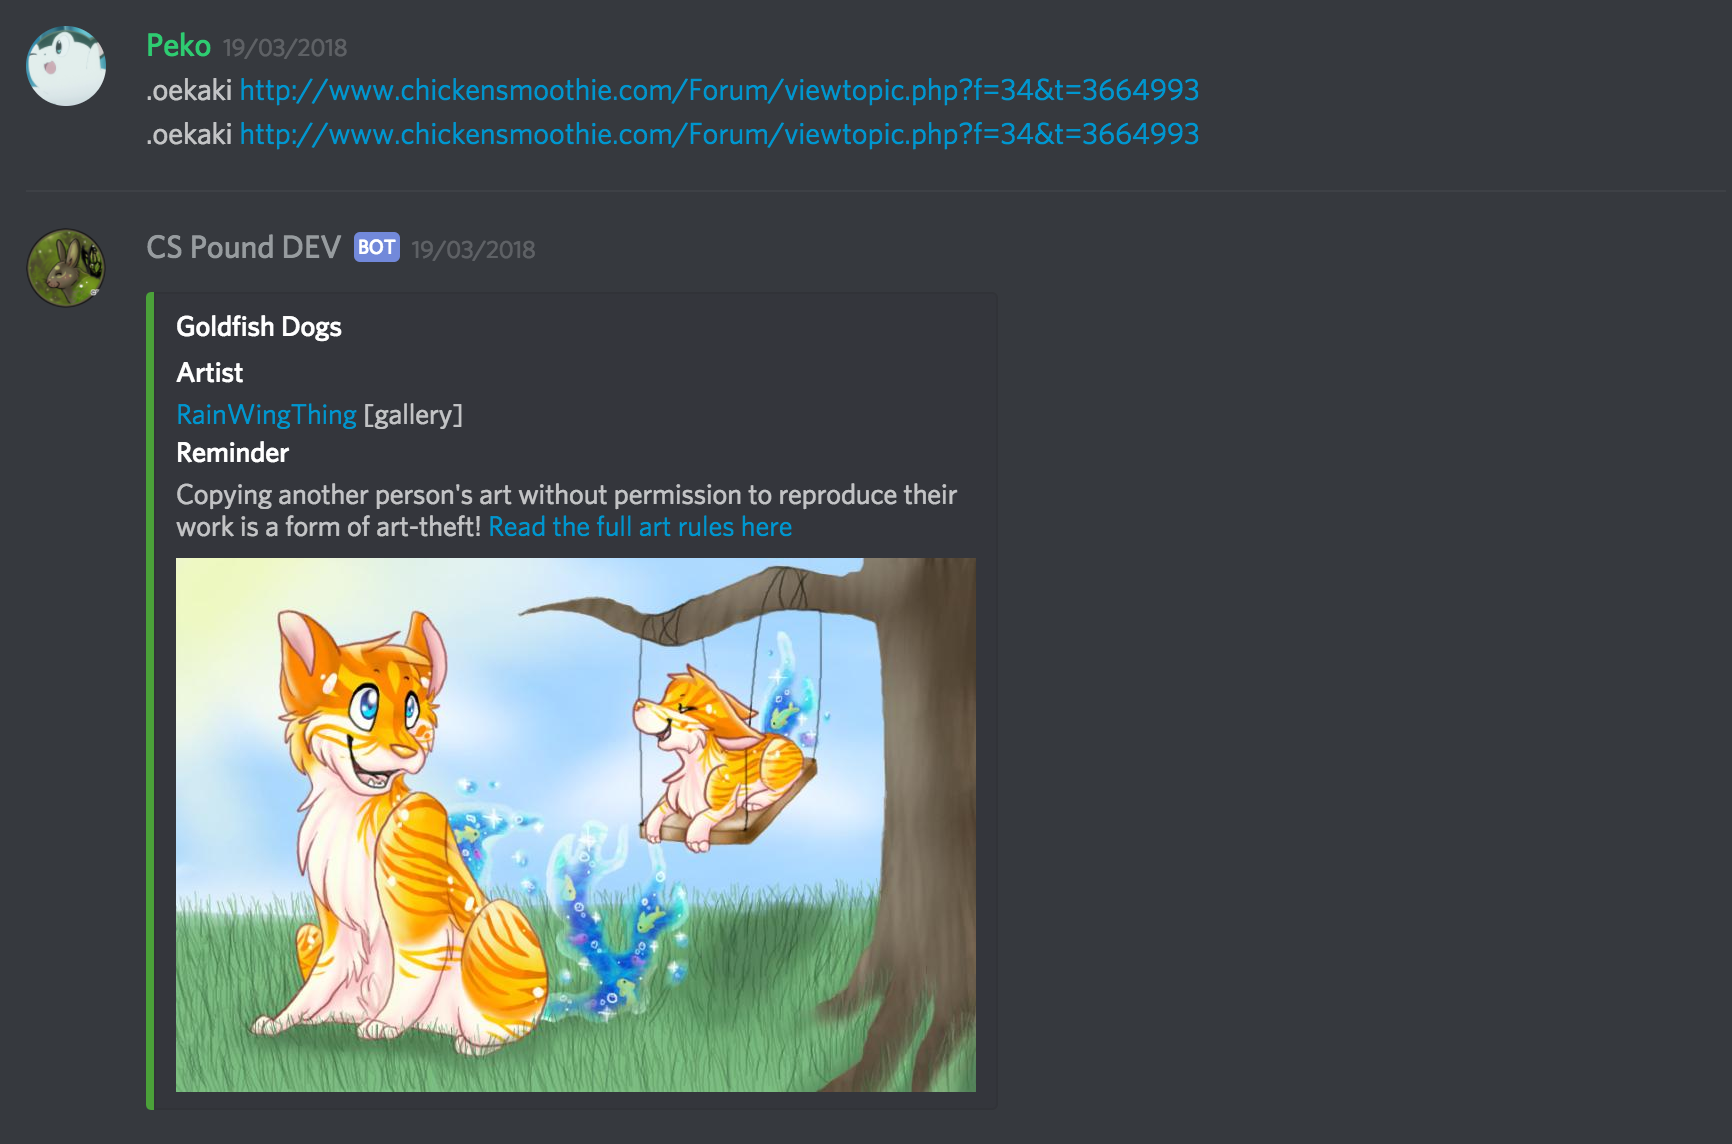 Peko 19/03/2018
.oekaki http://www.chickensmoothie.com/Forum/viewtopic.php?f=34&t=3664993
.oekaki http://www.chickensmoothie.com/Forum/viewtopic.php?f=34&t=3664993
CS Pound DEV BOT 19/03/2018
Goldfish Dogs
Artist
RainWingThing [gallery]
Reminder
Copying another person's art without permission to reproduce their
work is a form of art-theft! Read the full art rules here